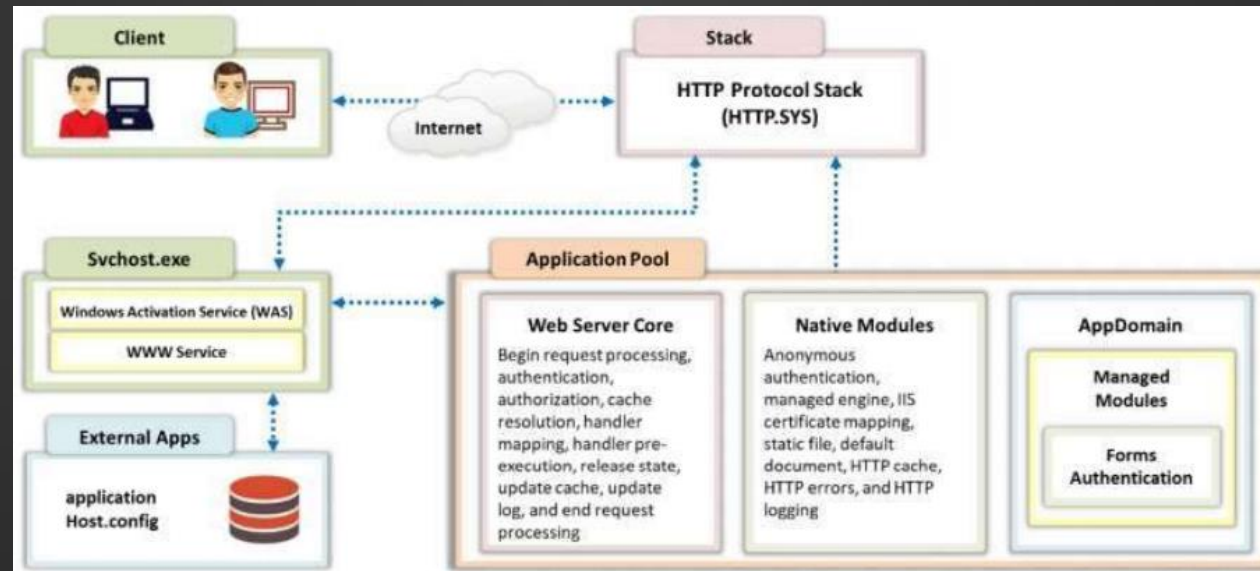 Client
Stack
HTTP Protocol Stack
(HTTP.SYS)
Internet
Svchost.exe
Windows Activation Service (WAS)
WWW Service
External Apps
application
Host.config
Application Pool
Web Server Core
Begin request processing,
authentication,
authorization, cache
resolution, handler
mapping, handler pre-
execution, release state,
update cache, update
log, and end request
processing
Native Modules
Anonymous
authentication,
managed engine, IIS
certificate mapping,
static file, default
document, HTTP cache,
HTTP errors, and HTTP
logging
AppDomain
Managed
Modules
Forms
Authentication